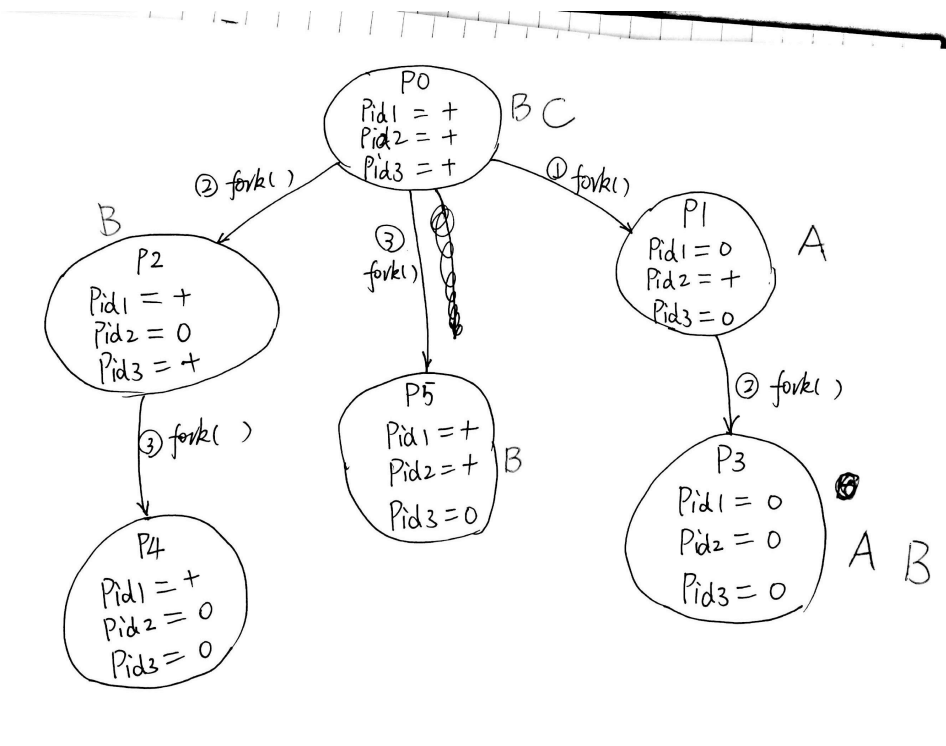 P0
Pid1 = +
Pid2 = +
Pid3 = +
B C
② fork( )
① fork()
B
P2
Pid1 = +
Pid2 = 0
Pid3 = +
③
fork()
P1
Pid1 = 0
Pid2 = +
Pid3 = 0
A
③ fork( )
P5
Pid1 = +
Pid2 = +
Pid3 = 0
B
② fork( )
P3
Pid1 = 0
Pid2 = 0
Pid3 = 0
A B
P4
Pid1 = +
Pid2 = 0
Pid3 = 0